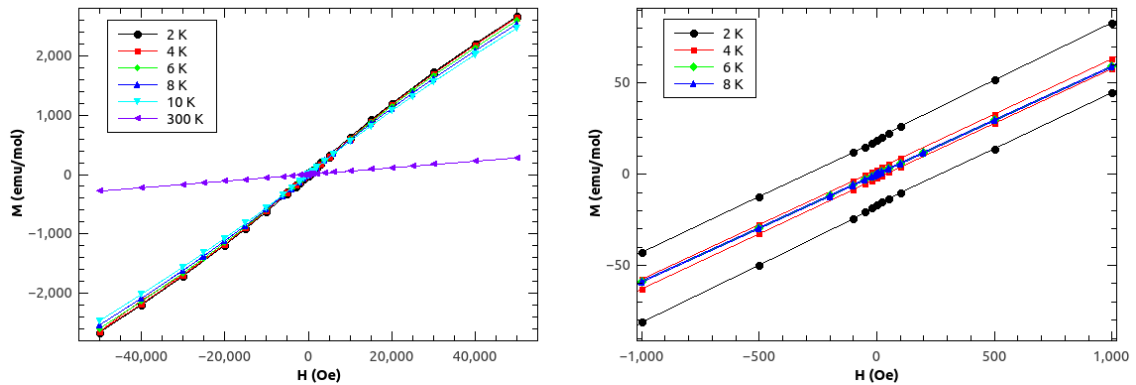 2 K
4 K
6 K
8 K
10 K
300 K
M (emu/mol)
2,000
1,000
0
−1,000
−2,000
−40,000
−20,000
0
20,000
40,000
H (Oe)
2 K
4 K
6 K
8 K
M (emu/mol)
50
0
−50
−1,000
−500
0
500
1,000
H (Oe)